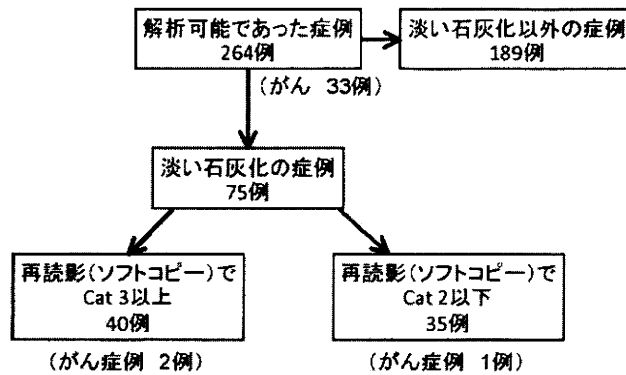 解析可能であった症例
264例
淡い石灰化以外の症例
189例
(がん 33例)
淡い石灰化の症例
75例
再読影(ソフトコピー)で
Cat 3以上
40例
再読影(ソフトコピー)で
Cat 2以下
35例
(がん症例 2例)
(がん症例 1例)